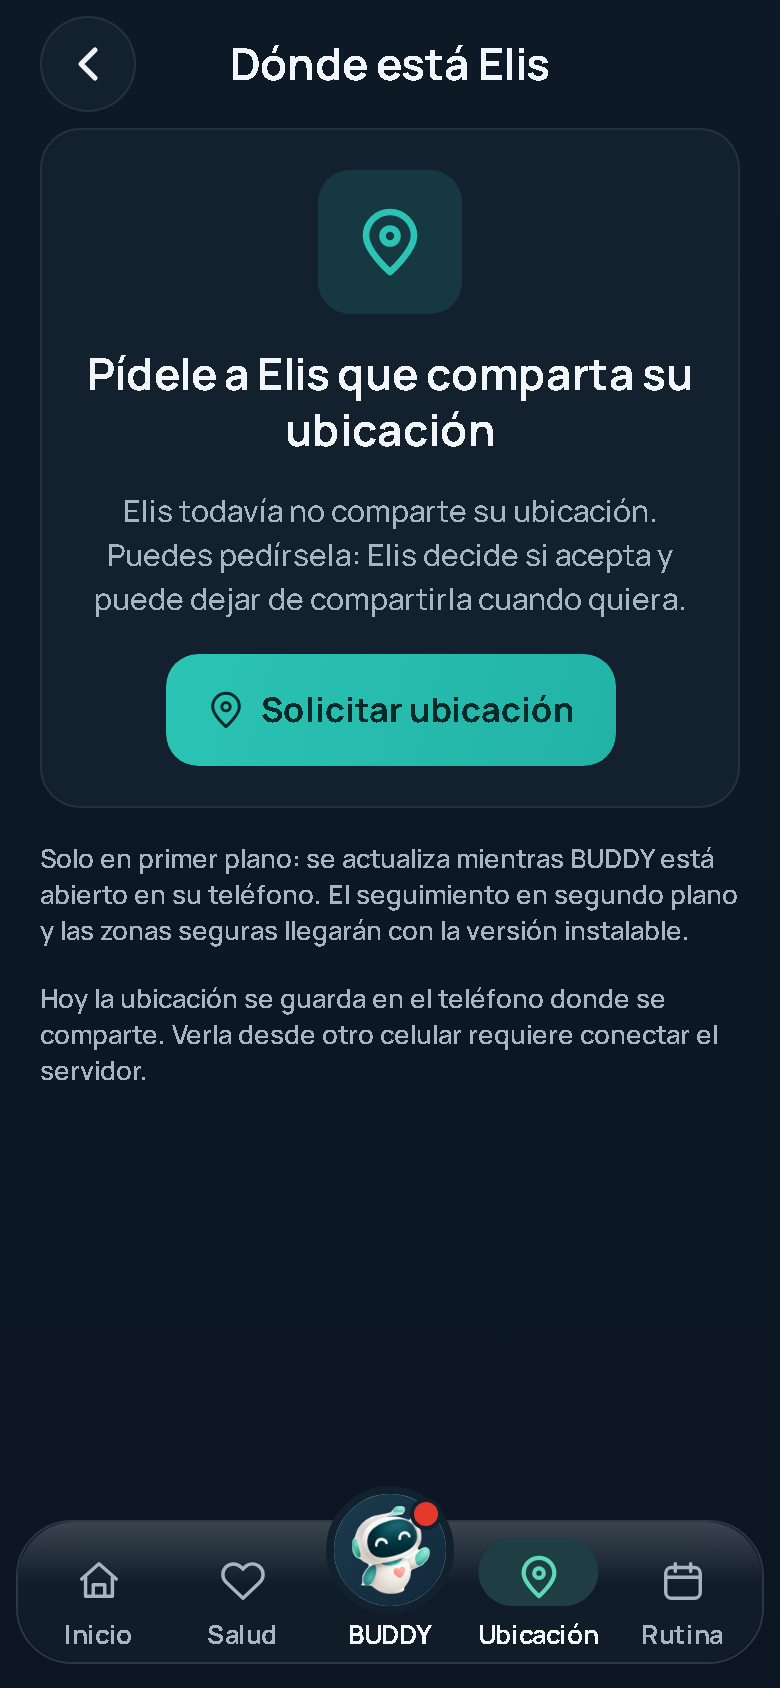 Dónde está Elis
Pídele a Elis que comparta su
ubicación
Elis todavía no comparte su ubicación.
Puedes pedírsela: Elis decide si acepta y
puede dejar de compartirla cuando quiera.
Solicitar ubicación
Solo en primer plano: se actualiza mientras BUDDY está
abierto en su teléfono. El seguimiento en segundo plano
y las zonas seguras llegarán con la versión instalable.
Hoy la ubicación se guarda en el teléfono donde se
comparte. Verla desde otro celular requiere conectar el
servidor.
Inicio
Salud
BUDDY
Ubicación
Rutina